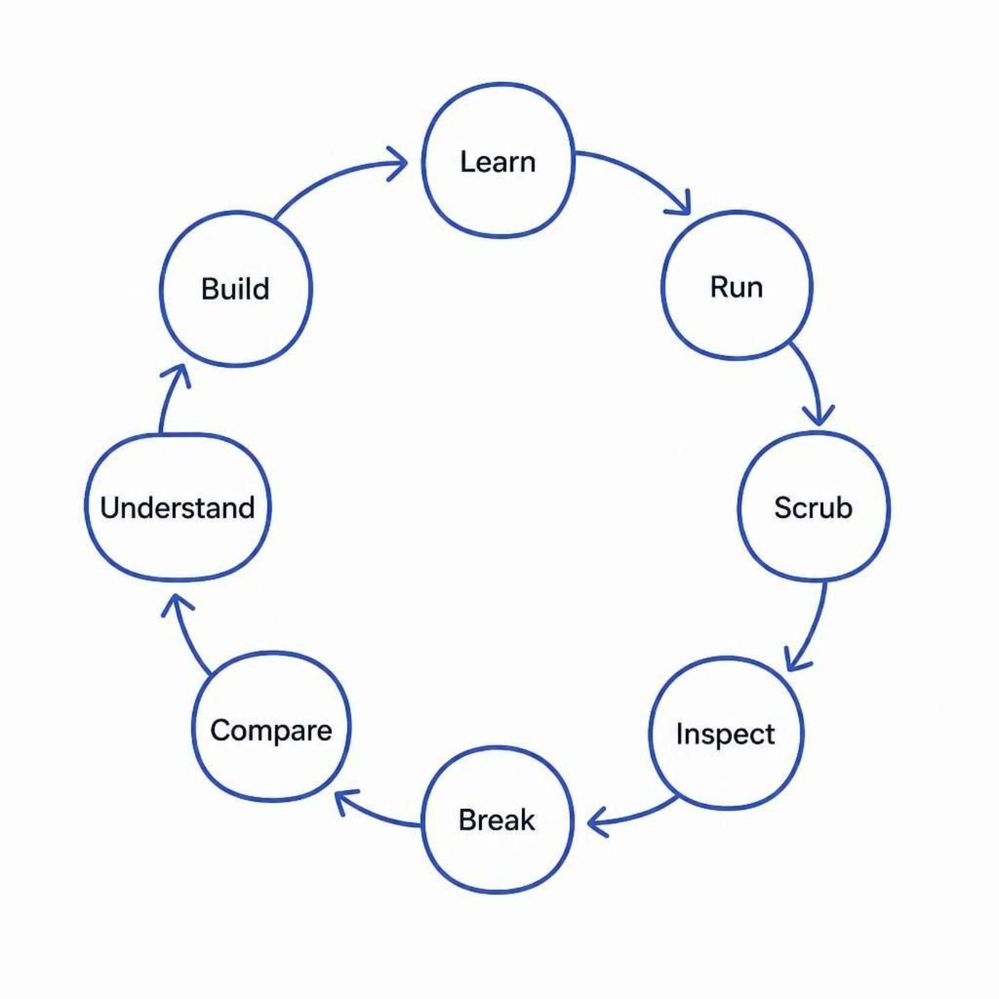 Learn
Run
Scrub
Inspect
Break
Compare
Understand
Build